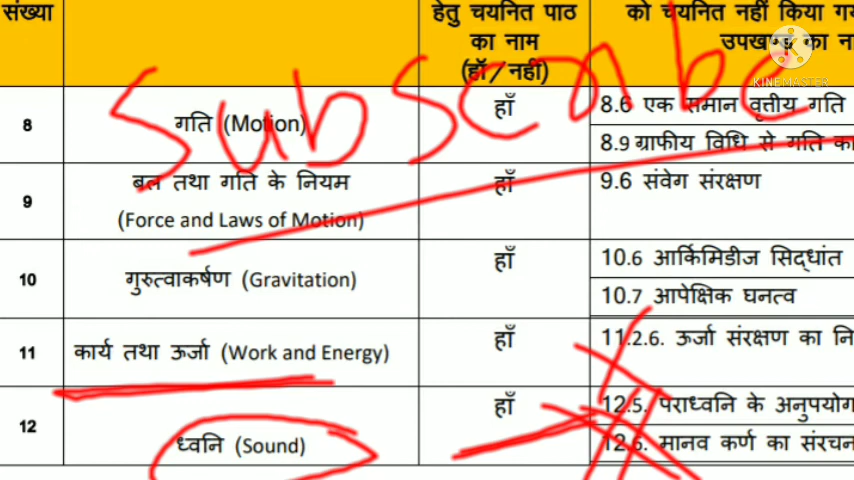 संख्या
हेतु चयनित पाठ
का नाम
(हॉ / नहीं)
को चयनित नहीं किया गय
उपखण्ड का ना
KINEMASTER
Subscribe
8 गति (Motion) हाँ 8.6 एक समान वृत्तीय गति
8.9 ग्राफीय विधि से गति का
9 बल तथा गति के नियम हाँ 9.6 संवेग संरक्षण
(Force and Laws of Motion)
10 गुरुत्वाकर्षण (Gravitation) हाँ 10.6 आर्किमिडीज सिद्धांत
10.7 आपेक्षिक घनत्व
11 कार्य तथा ऊर्जा (Work and Energy) हाँ 11.2.6. ऊर्जा संरक्षण का नि
12 ध्वनि (Sound) हाँ 12.5. पराध्वनि के अनुपयोग
12.6. मानव कर्ण का संरचन